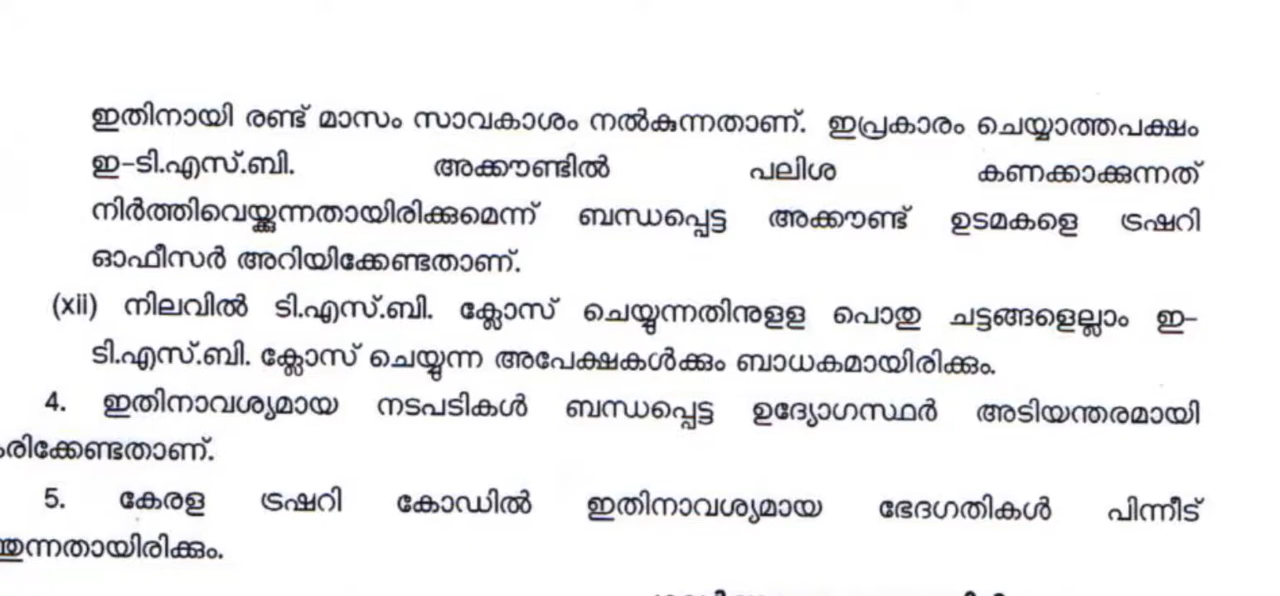 ഇതിനായി രണ്ട് മാസം സാവകാശം നൽകുന്നതാണ്. ഇപ്രകാരം ചെയ്യാത്തപക്ഷം
ഇ-ടി.എസ്.ബി. അക്കൗണ്ടിൽ പലിശ കണക്കാക്കുന്നത്
നിർത്തിവെയ്ക്കുന്നതായിരിക്കുമെന്ന് ബന്ധപ്പെട്ട അക്കൗണ്ട് ഉടമകളെ ട്രഷറി
ഓഫീസർ അറിയിക്കേണ്ടതാണ്.
(xii) നിലവിൽ ടി.എസ്.ബി. ക്ലോസ് ചെയ്യുന്നതിനുളള പൊതു ചട്ടങ്ങളെല്ലാം ഇ-
ടി.എസ്.ബി. ക്ലോസ് ചെയ്യുന്ന അപേക്ഷകൾക്കും ബാധകമായിരിക്കും.
4. ഇതിനാവശ്യമായ നടപടികൾ ബന്ധപ്പെട്ട ഉദ്യോഗസ്ഥർ അടിയന്തരമായി
രിക്കേണ്ടതാണ്.
5. കേരള ട്രഷറി കോഡിൽ ഇതിനാവശ്യമായ ഭേദഗതികൾ പിന്നീട്
ത്തുന്നതായിരിക്കും.